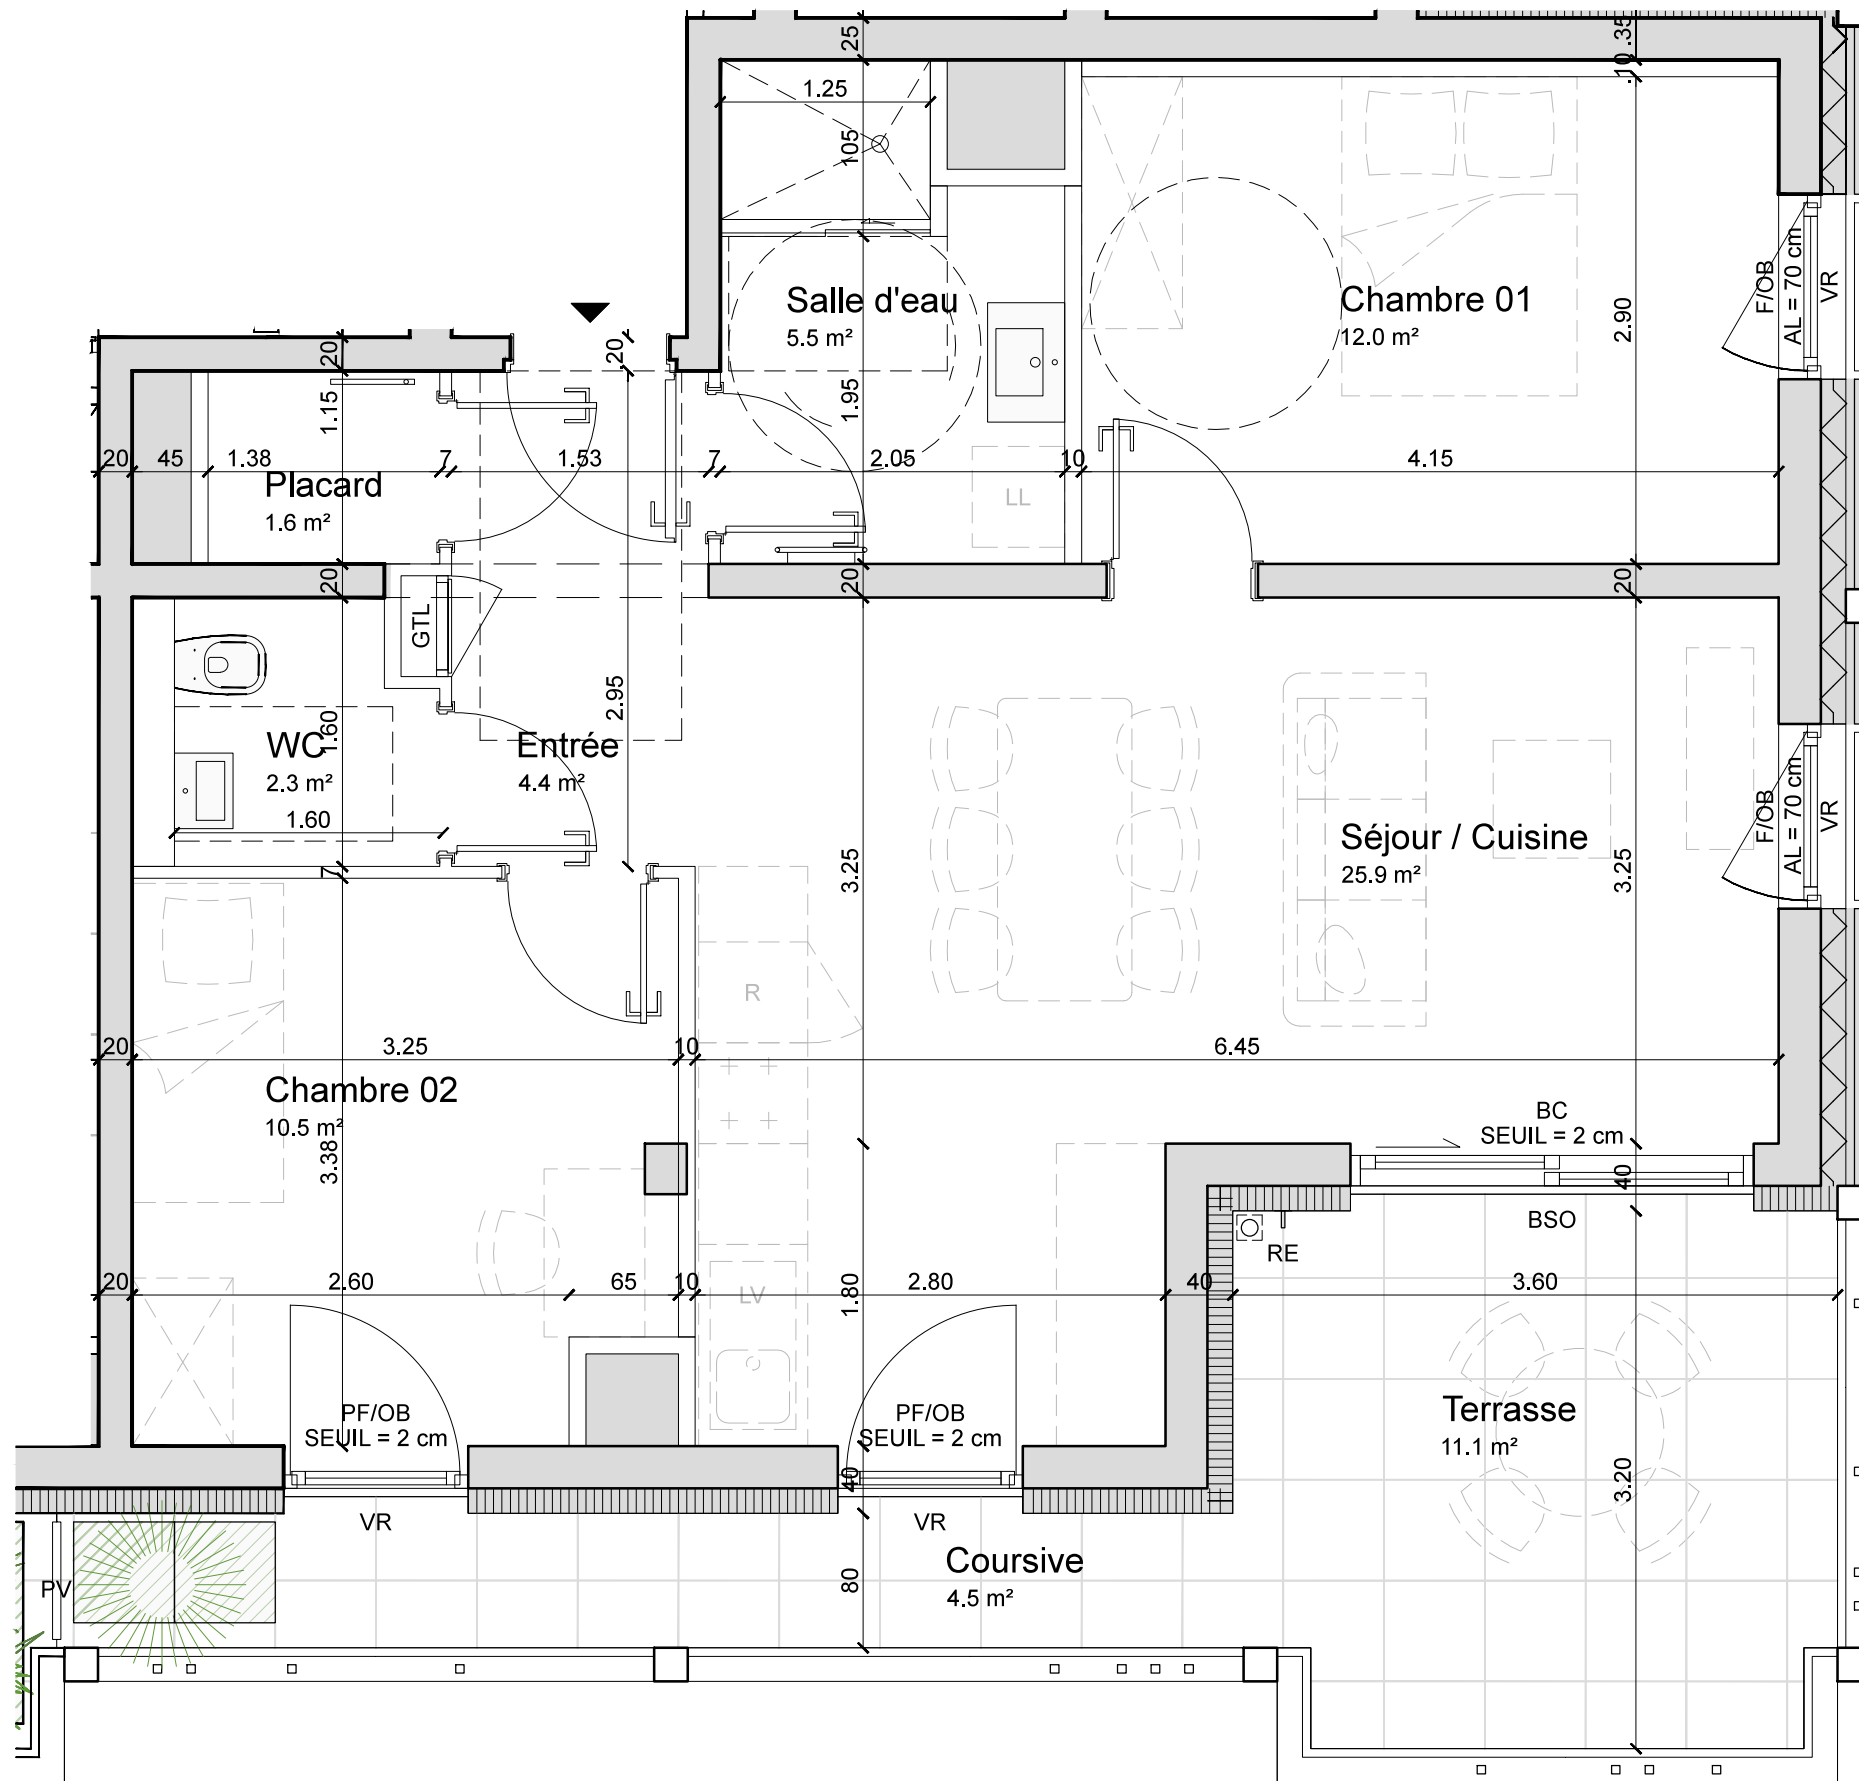 25
.35
.10
1.25
105
Salle d'eau
5.5 m²
Chambre 01
12.0 m²
2.90
F/OB
AL = 70 cm
VR
20
20
1.15
1.95
20
45
1.38
7
1.53
7
2.05
10
4.15
Placard
1.6 m²
LL
20
20
20
GTL
2.95
WC
2.3 m²
1.60
Entrée
4.4 m²
1.60
F/OB
AL = 70 cm
VR
Séjour / Cuisine
25.9 m²
3.25
3.25
7
R
20
3.25
10
6.45
Chambre 02
10.5 m²
3.38
BC
SEUIL = 2 cm
40
BSO
RE
20
2.60
65
10
LV
1.80
2.80
40
3.60
PF/OB
SEUIL = 2 cm
PF/OB
SEUIL = 2 cm
Terrasse
11.1 m²
40
3.20
VR
VR
Coursive
4.5 m²
80
PV